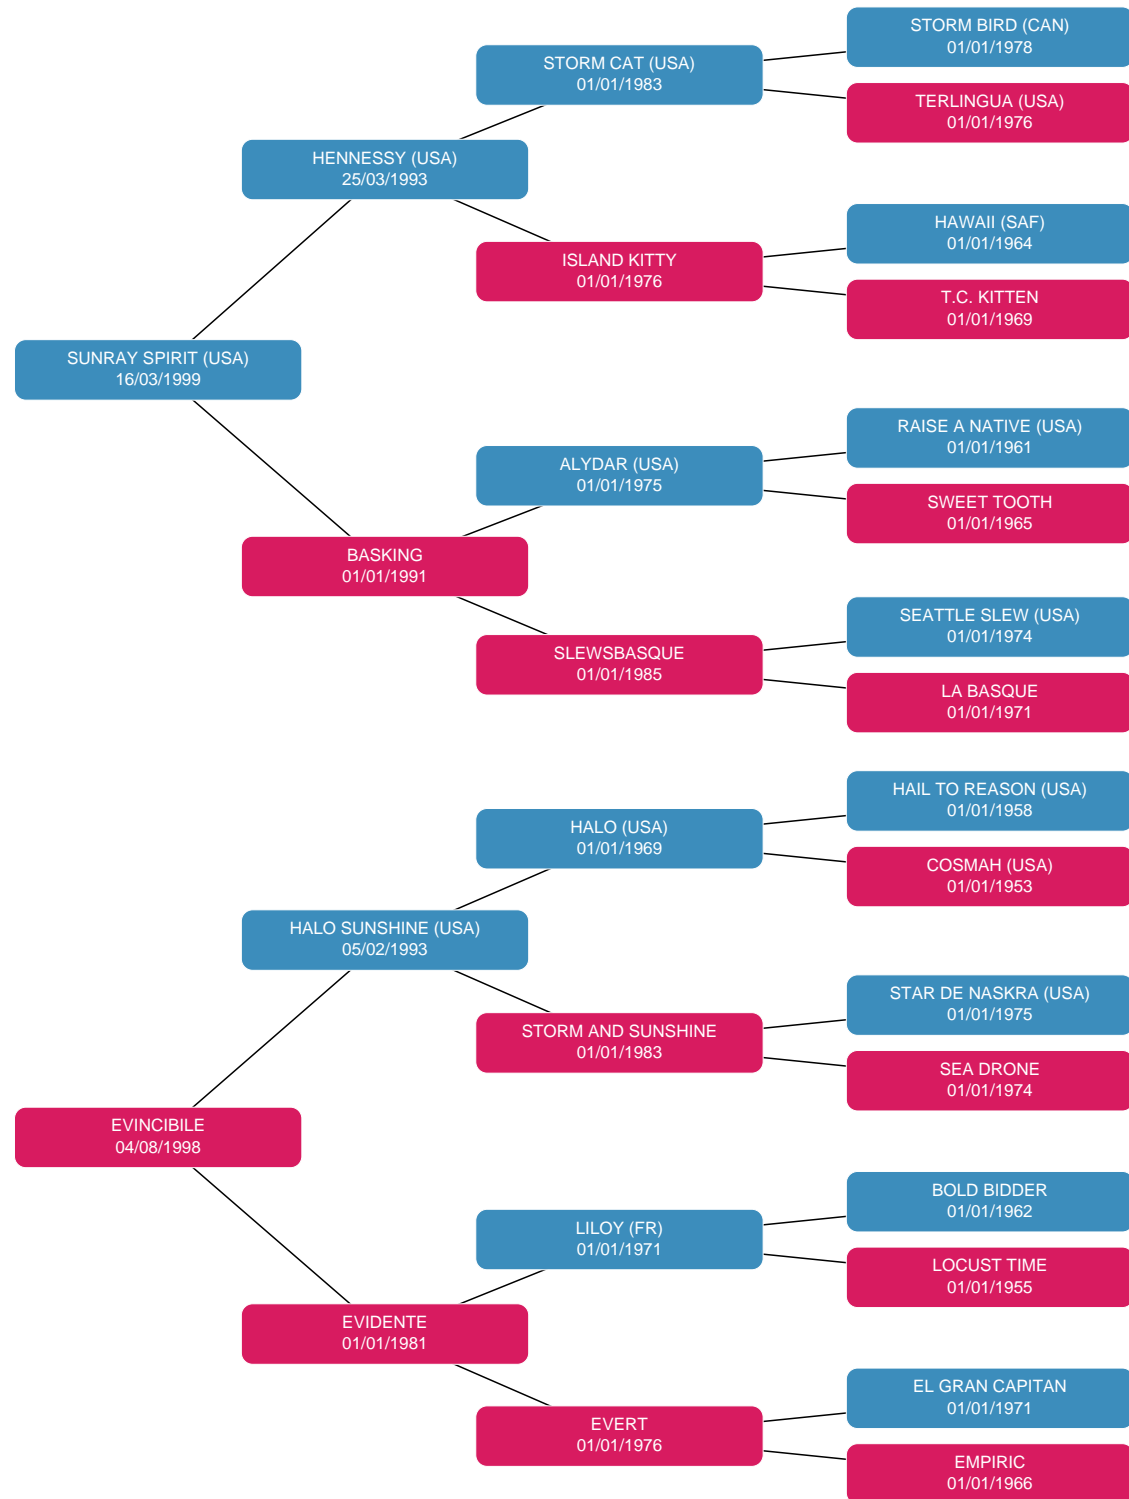 STORM BIRD (CAN)
01/01/1978
STORM CAT (USA)
01/01/1983
TERLINGUA (USA)
01/01/1976
HENNESSY (USA)
25/03/1993
HAWAII (SAF)
01/01/1964
ISLAND KITTY
01/01/1976
T.C. KITTEN
01/01/1969
SUNRAY SPIRIT (USA)
16/03/1999
RAISE A NATIVE (USA)
01/01/1961
ALYDAR (USA)
01/01/1975
SWEET TOOTH
01/01/1965
BASKING
01/01/1991
SEATTLE SLEW (USA)
01/01/1974
SLEWSBASQUE
01/01/1985
LA BASQUE
01/01/1971
HAIL TO REASON (USA)
01/01/1958
HALO (USA)
01/01/1969
COSMAH (USA)
01/01/1953
HALO SUNSHINE (USA)
05/02/1993
STAR DE NASKRA (USA)
01/01/1975
STORM AND SUNSHINE
01/01/1983
SEA DRONE
01/01/1974
EVINCIBILE
04/08/1998
BOLD BIDDER
01/01/1962
LILOY (FR)
01/01/1971
LOCUST TIME
01/01/1955
EVIDENTE
01/01/1981
EL GRAN CAPITAN
01/01/1971
EVERT
01/01/1976
EMPIRIC
01/01/1966